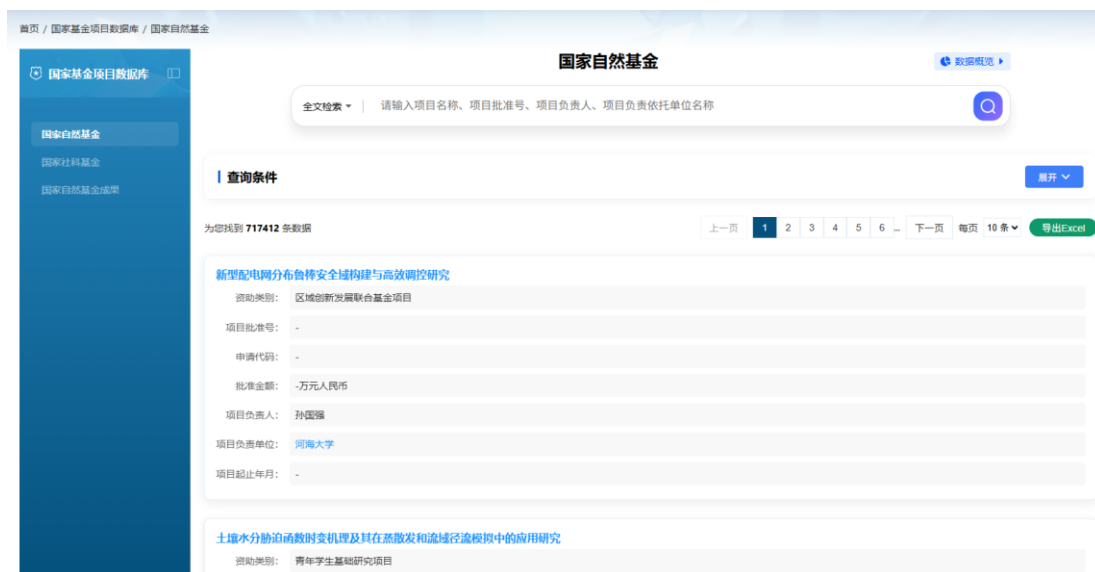 首页 / 国家基金项目数据库 / 国家自然基金
国家基金项目数据库
国家自然基金
国家社科基金
国家自然基金成果
国家自然基金
数据概览
全文检索 请输入项目名称、项目批准号、项目负责人、项目负责依托单位名称
查询条件
展开
为您找到 717412 条数据
上一页 1 2 3 4 5 6 ... 下一页 每页 10 条 导出Excel
新型配电网分布鲁棒安全域构建与高效调控研究
资助类别: 区域创新发展联合基金项目
项目批准号: -
申请代码: -
批准金额: -万元人民币
项目负责人: 孙国强
项目负责单位: 河海大学
项目起止年月: -
土壤水分胁迫函数时变机理及其在蒸散发和流域径流模拟中的应用研究
资助类别: 青年学生基础研究项目